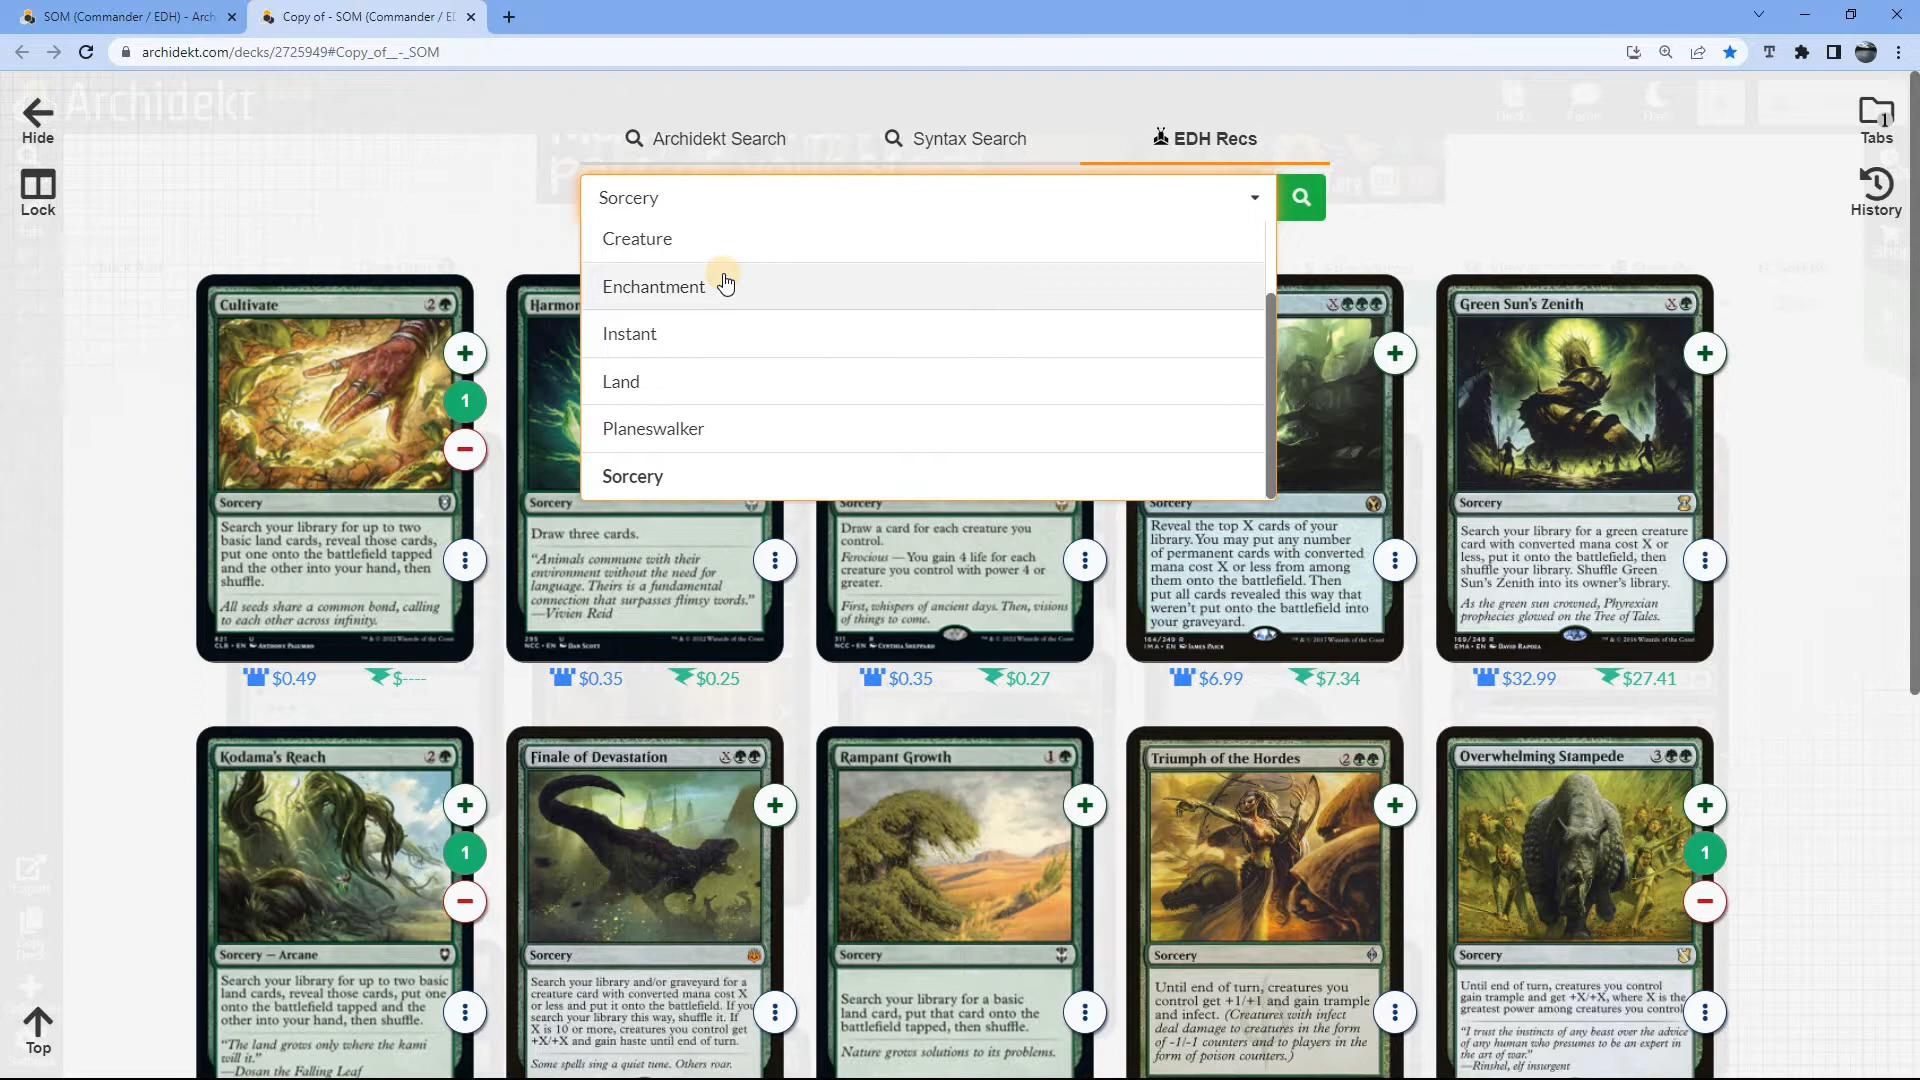 SOM (Commander / EDH) - Arch
Copy of - SOM (Commander / E
archidekt.com/decks/2725949#Copy_of_-_SOM
Archidekt
Hide
Lock
Archidekt Search
Syntax Search
EDH Recs
1
Tabs
History
Sorcery
Creature
Enchantment
Instant
Land
Planeswalker
Sorcery
Cultivate 2
1
Sorcery
Search your library for up to two
basic land cards, reveal those cards,
put one onto the battlefield tapped
and the other into your hand, then
shuffle.
All seeds share a common bond, calling
to each other across infinity.
$0.49 $----
Harmon
Sorcery
Draw three cards.
"Animals commune with their
environment without the need for
language. Theirs is a fundamental
connection that surpasses flimsy words."
—Vivien Reid
$0.35 $0.25
Sorcery
Draw a card for each creature you
control.
Ferocious — You gain 4 life for each
creature you control with power 4 or
greater.
First, whispers of ancient days. Then, visions
of things to come.
$0.35 $0.27
X
Sorcery
Reveal the top X cards of your
library. You may put any number
of permanent cards with converted
mana cost X or less from among
them onto the battlefield. Then
put all cards revealed this way that
weren't put onto the battlefield into
your graveyard.
$6.99 $7.34
Green Sun's Zenith X
Sorcery
Search your library for a green creature
card with converted mana cost X or
less, put it onto the battlefield, then
shuffle your library. Shuffle Green
Sun's Zenith into its owner's library.
As the green sun crowned, Phyrexian
prophecies glowed on the Tree of Tales.
$32.99 $27.41
Kodama's Reach 2
1
Sorcery — Arcane
Search your library for up to two basic
land cards, reveal those cards, put one
onto the battlefield tapped and the
other into your hand, then shuffle.
"The land grows only where the kami
will it."
—Dosan the Falling Leaf
Finale of Devastation X
Sorcery
Search your library and/or graveyard for a
creature card with converted mana cost X
or less and put it onto the battlefield. If you
search your library this way, shuffle it. If
X is 10 or more, creatures you control get
+X/+X and gain haste until end of turn.
Some spells sing a quiet tune. Others roar.
Rampant Growth 1
Sorcery
Search your library for a basic
land card, put that card onto the
battlefield tapped, then shuffle.
Nature grows solutions to its problems.
Triumph of the Hordes 2
Sorcery
Until end of turn, creatures you
control get +1/+1 and gain trample
and infect. (Creatures with infect
deal damage to creatures in the form
of -1/-1 counters and to players in the
form of poison counters.)
Overwhelming Stampede 3
1
Sorcery
Until end of turn, creatures you control
gain trample and get +X/+X, where X is the
greatest power among creatures you control
"I trust the instincts of any beast over the advice
of any human who presumes to be an expert in
the art of war."
—Rinshel, elf insurgent
Top